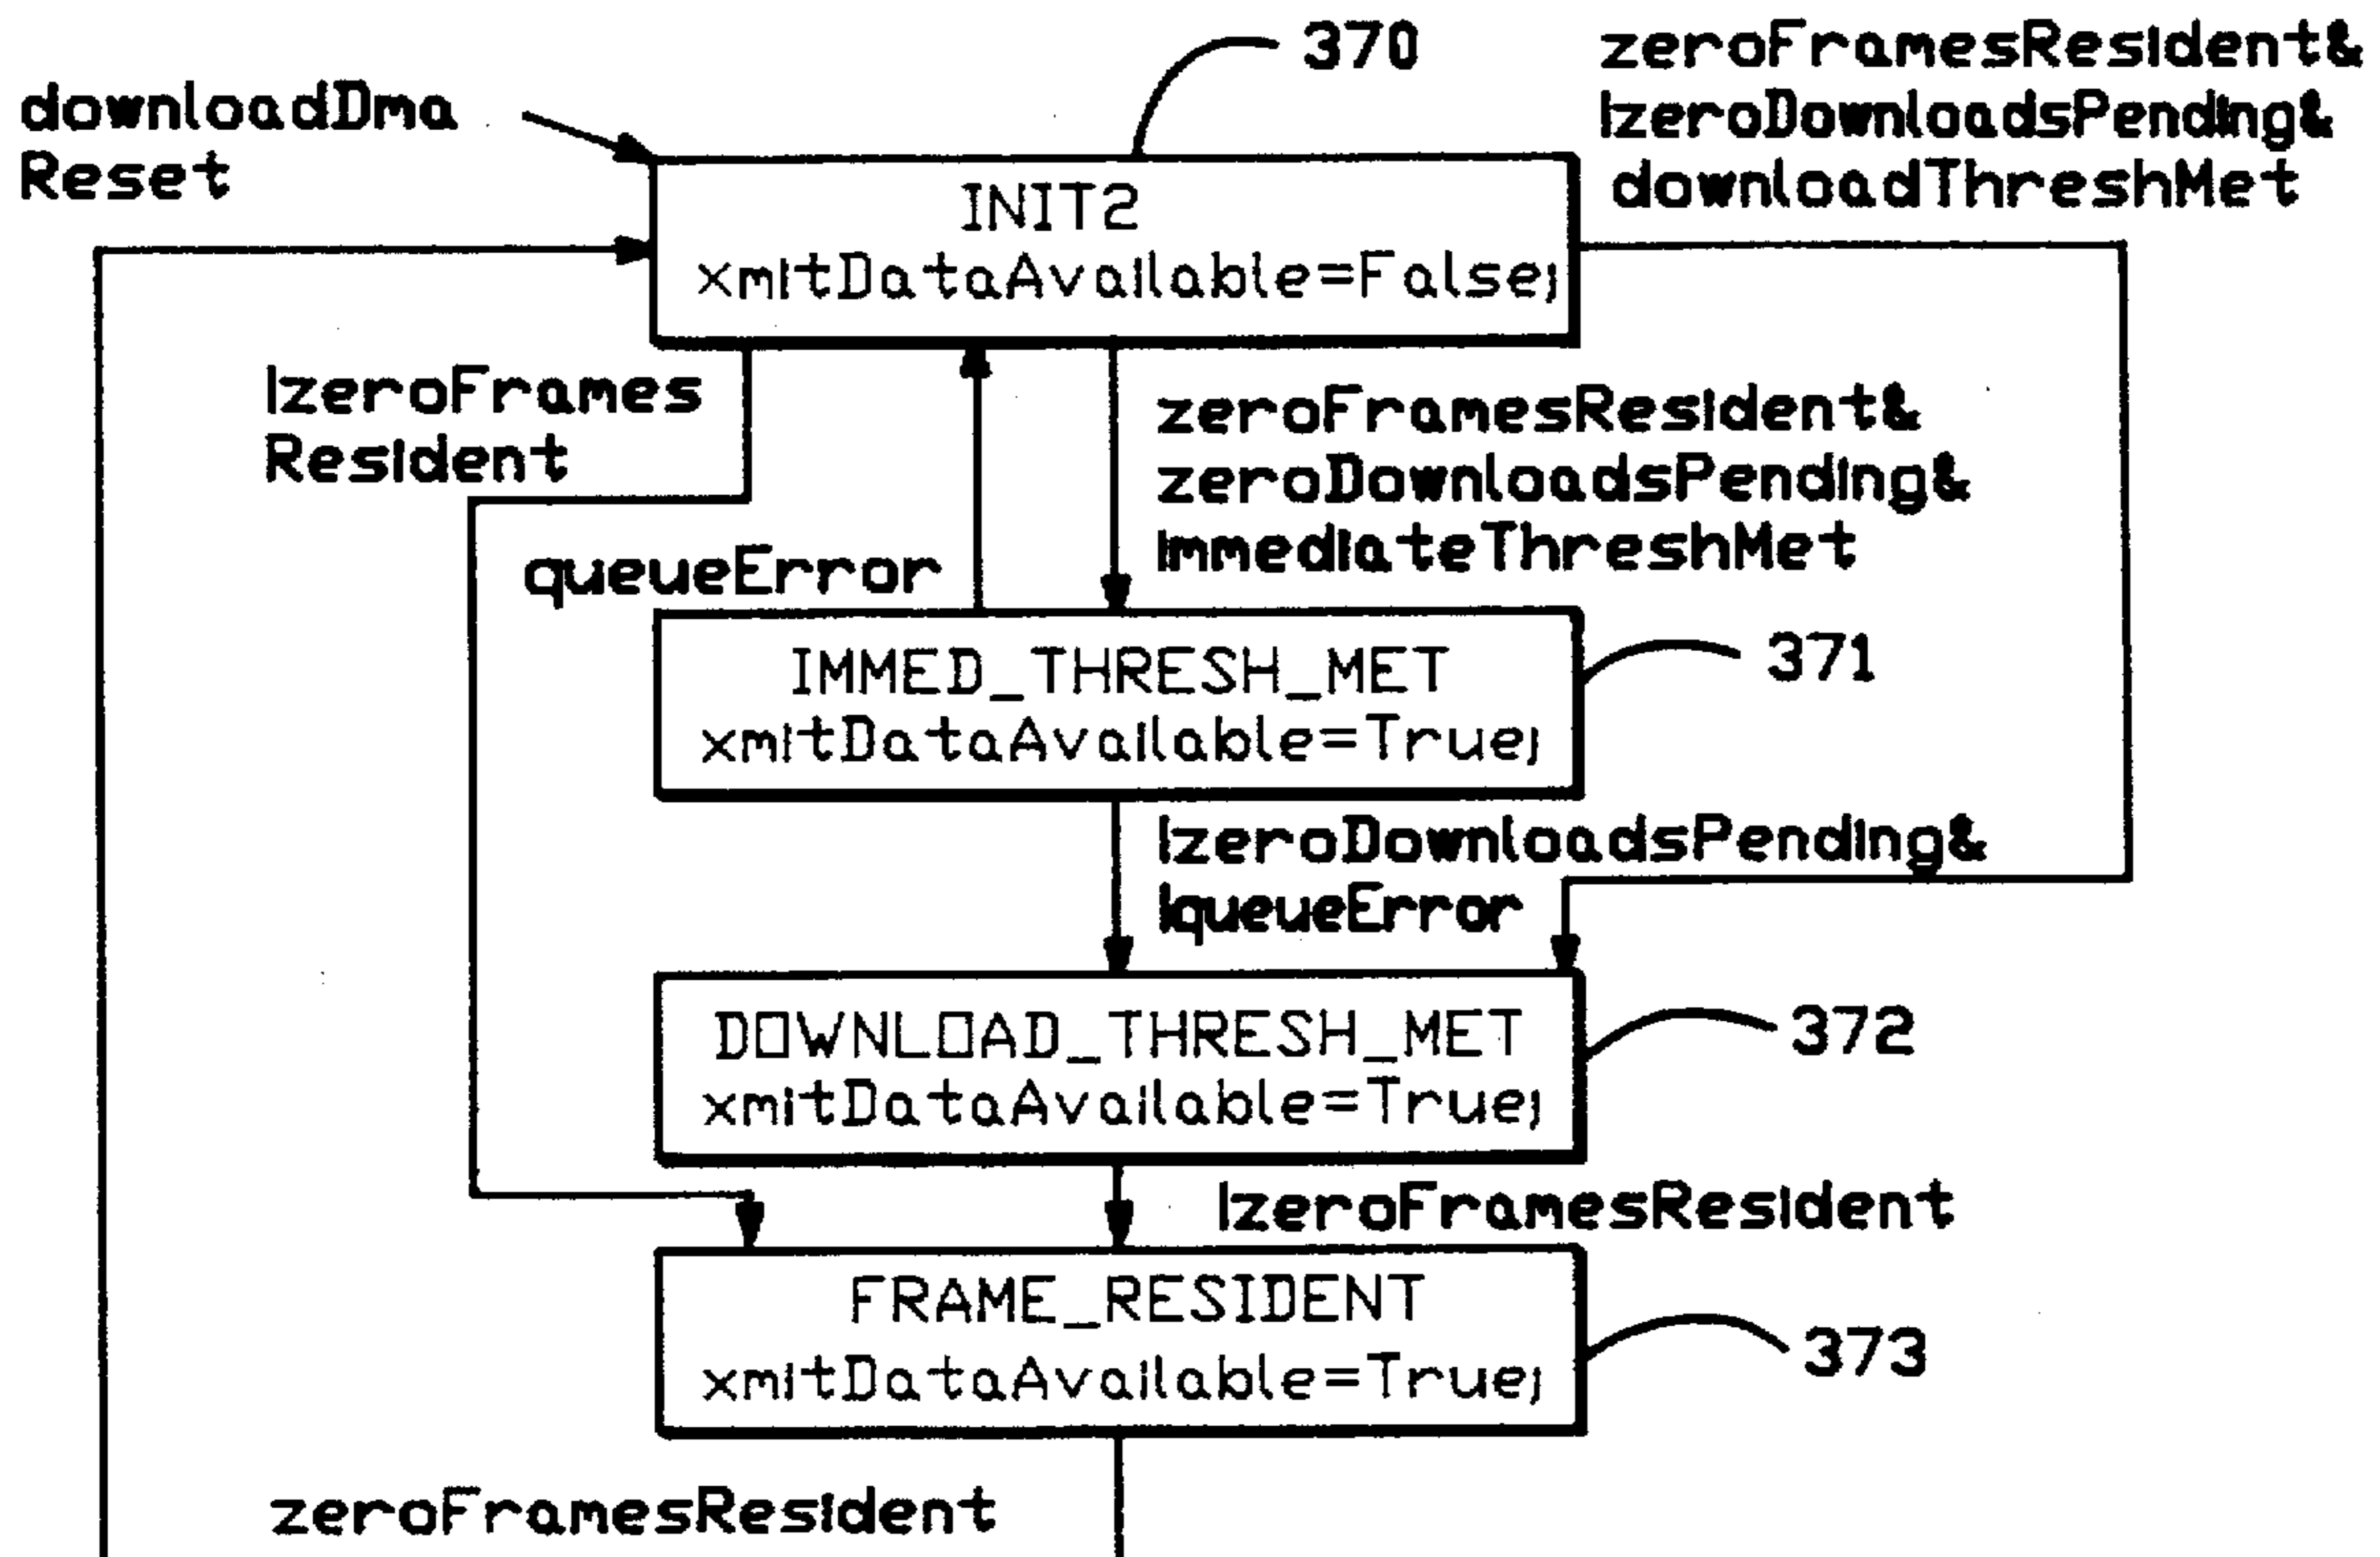 370
zeroFramesResident&
!zeroDownloadsPending&
downloadThreshMet
downloadDma
Reset
INIT2
xmitDataAvailable=False;
!zeroFrames
Resident
zeroFramesResident&
zeroDownloadsPending&
immediateThreshMet
queueError
IMMED_THRESH_MET
xmitDataAvailable=True;
371
!zeroDownloadsPending&
!queueError
DOWNLOAD_THRESH_MET
xmitDataAvailable=True;
372
!zeroFramesResident
FRAME_RESIDENT
xmitDataAvailable=True;
373
zeroFramesResident